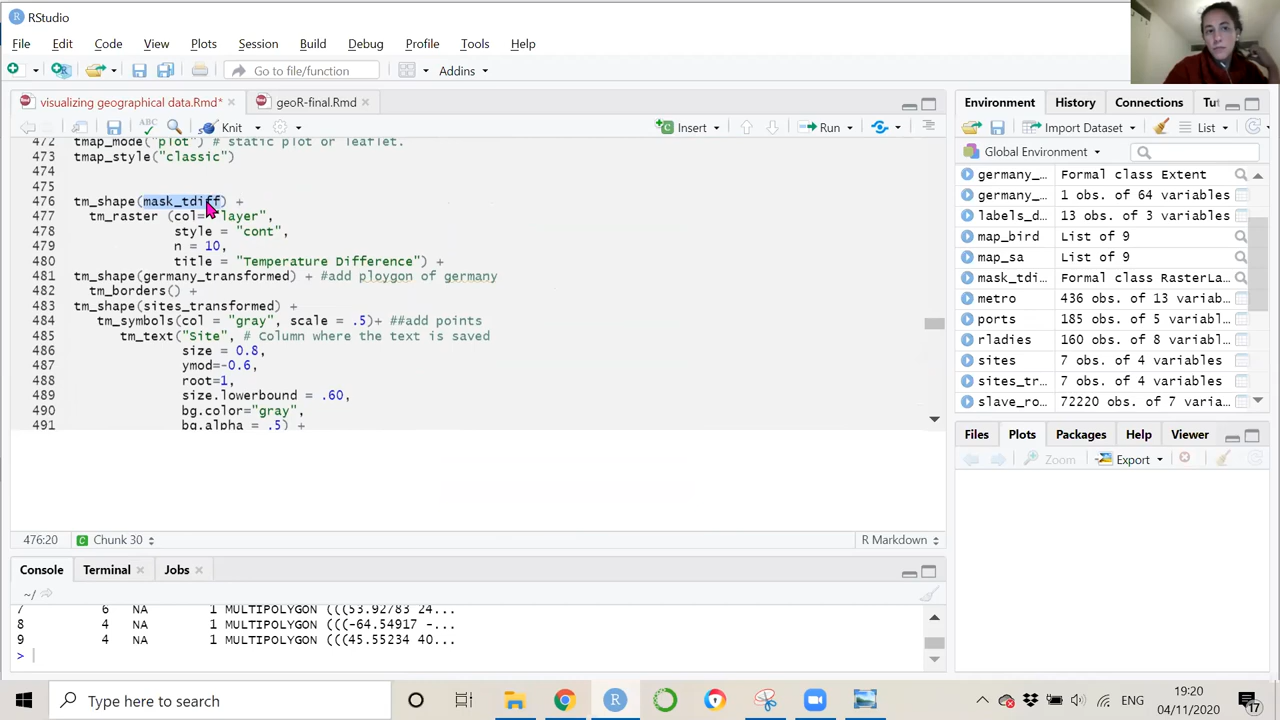 RStudio
File Edit Code View Plots Session Build Debug Profile Tools Help
Go to file/function Addins
visualizing geographical data.Rmd* geoR-final.Rmd
ABC Knit Insert Run
472 tmap_mode("plot") # static plot or leaflet.
473 tmap_style("classic")
474
475
476 tm_shape(mask_tdiff) +
477 tm_raster (col="layer",
478 style = "cont",
479 n = 10,
480 title = "Temperature Difference") +
481 tm_shape(germany_transformed) + #add ploygon of germany
482 tm_borders() +
483 tm_shape(sites_transformed) +
484 tm_symbols(col = "gray", scale = .5)+ ##add points
485 tm_text("Site", # column where the text is saved
486 size = 0.8,
487 ymod=-0.6,
488 root=1,
489 size.lowerbound = .60,
490 bg.color="gray",
491 bg.alpha = .5) +
476:20 Chunk 30 R Markdown
Console Terminal Jobs
~/
7 6 NA 1 MULTIPOLYGON (((53.92783 24...
8 4 NA 1 MULTIPOLYGON (((-64.54917 -...
9 4 NA 1 MULTIPOLYGON (((45.55234 40...
>
Environment History Connections Tut
Import Dataset List
Global Environment
germany_… Formal class Extent
germany_… 1 obs. of 64 variables
labels_d… 13 obs. of 3 variables
map_bird List of 9
map_sa List of 9
mask_tdi… Formal class RasterLa…
metro 436 obs. of 13 variab…
ports 185 obs. of 5 variabl…
rladies 160 obs. of 8 variabl…
sites 7 obs. of 4 variables
sites_tr… 7 obs. of 4 variables
slave_ro… 72220 obs. of 7 varia…
Files Plots Packages Help Viewer
Zoom Export
Type here to search
ENG
19:20
04/11/2020
17